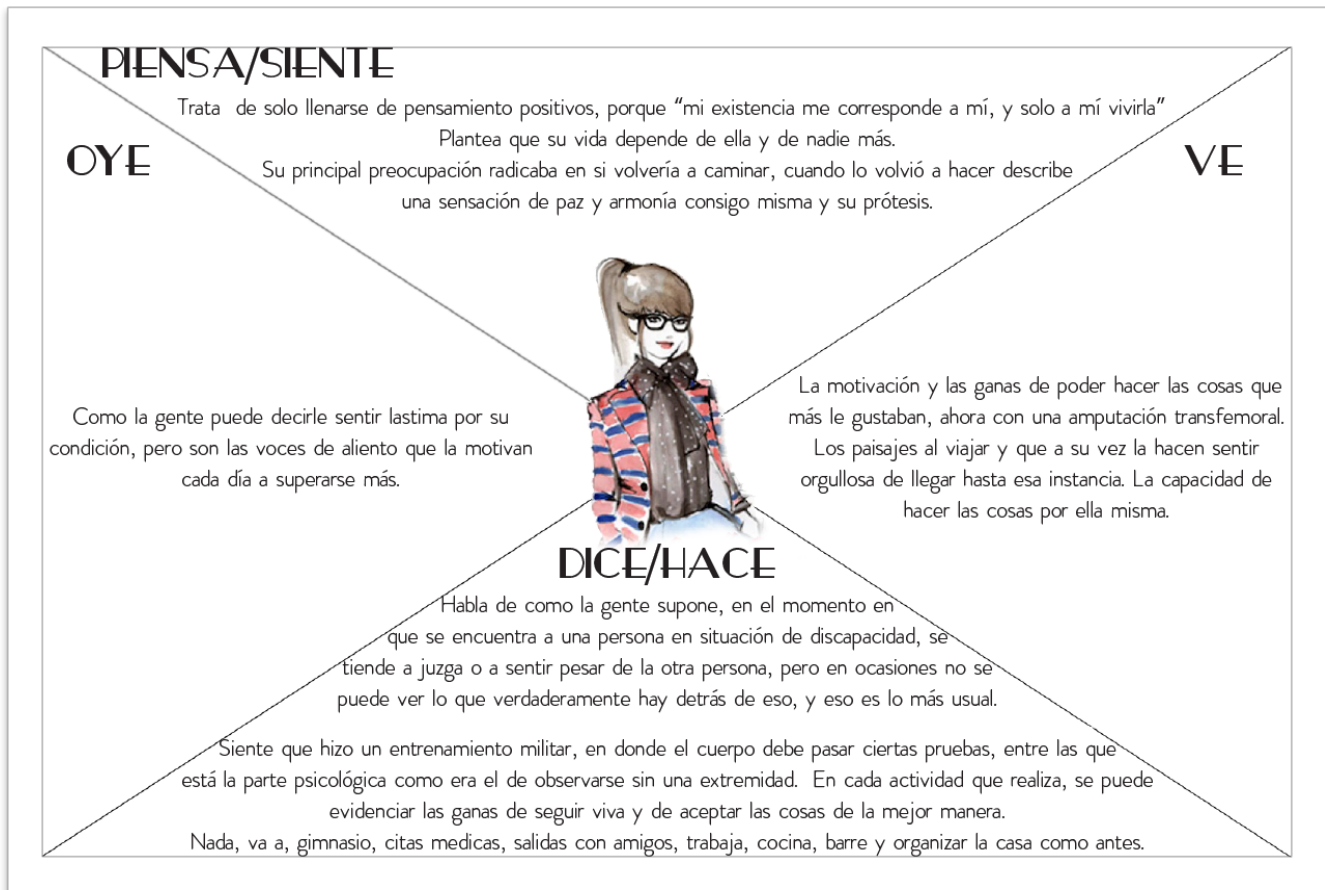 PIENSA/SIENTE
Trata de solo llenarse de pensamiento positivos, porque “mi existencia me corresponde a mí, y solo a mí vivirla”
Plantea que su vida depende de ella y de nadie más.
Su principal preocupación radicaba en si volvería a caminar, cuando lo volvió a hacer describe
una sensación de paz y armonía consigo misma y su prótesis.
OYE
Como la gente puede decirle sentir lastima por su
condición, pero son las voces de aliento que la motivan
cada día a superarse más.
VE
La motivación y las ganas de poder hacer las cosas que
más le gustaban, ahora con una amputación transfemoral.
Los paisajes al viajar y que a su vez la hacen sentir
orgullosa de llegar hasta esa instancia. La capacidad de
hacer las cosas por ella misma.
DICE/HACE
Habla de como la gente supone, en el momento en
que se encuentra a una persona en situación de discapacidad, se
tiende a juzga o a sentir pesar de la otra persona, pero en ocasiones no se
puede ver lo que verdaderamente hay detrás de eso, y eso es lo más usual.
Siente que hizo un entrenamiento militar, en donde el cuerpo debe pasar ciertas pruebas, entre las que
está la parte psicológica como era el de observarse sin una extremidad. En cada actividad que realiza, se puede
evidenciar las ganas de seguir viva y de aceptar las cosas de la mejor manera.
Nada, va a, gimnasio, citas medicas, salidas con amigos, trabaja, cocina, barre y organizar la casa como antes.